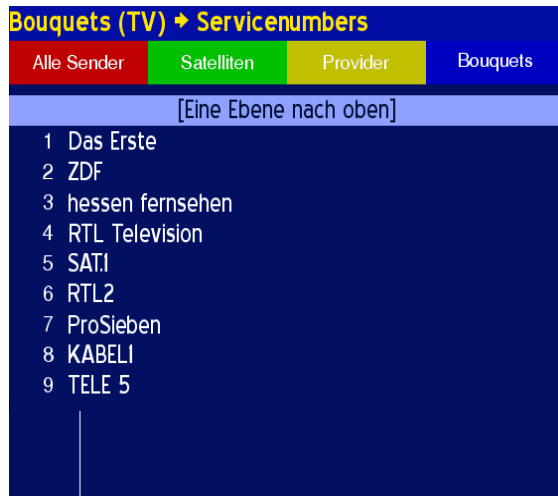 Bouquets (TV) → Servicenumbers
Alle Sender Satelliten Provider Bouquets
[Eine Ebene nach oben]
1 Das Erste
2 ZDF
3 hessen fernsehen
4 RTL Television
5 SAT.1
6 RTL2
7 ProSieben
8 KABEL1
9 TELE 5